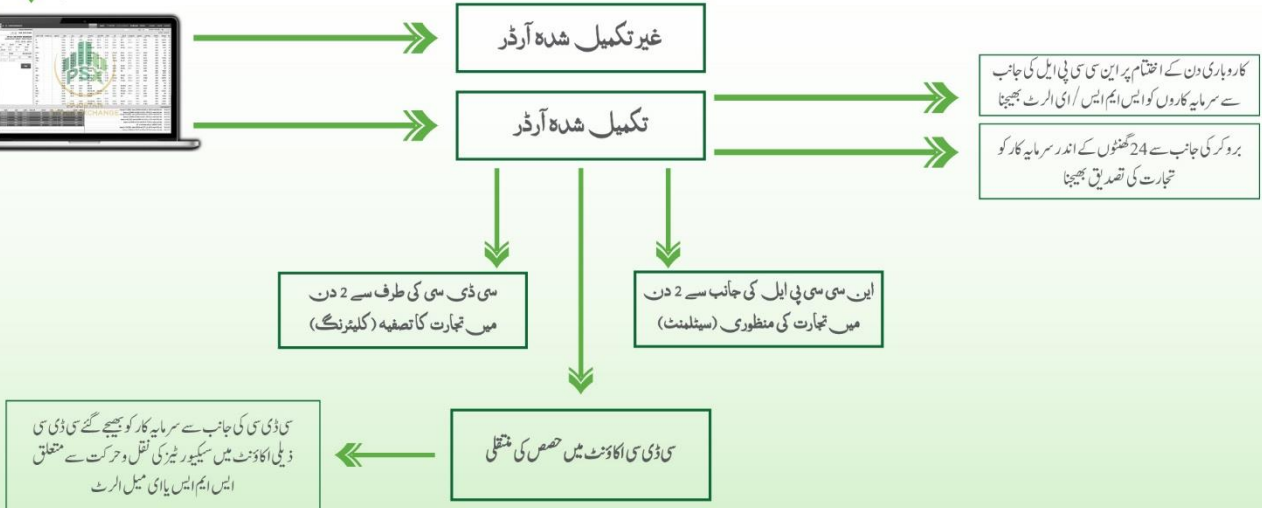 غیر تکمیل شدہ آرڈر
PSX
EXCHANGE
تکمیل شدہ آرڈر
کاروباری دن کے اختتام پر این سی سی پی ایل کی جانب
سے سرمایہ کاروں کو ایس ایم ایس / ای الرٹ بھیجنا
بروکر کی جانب سے 24 گھنٹوں کے اندر سرمایہ کار کو
تجارت کی تصدیق بھیجنا
این سی سی پی ایل کی جانب سے 2 دن
میں تجارت کی منظوری (سیٹلمنٹ)
سی ڈی سی کی طرف سے 2 دن
میں تجارت کا تصفیہ (کلیئرنگ)
سی ڈی سی اکاؤنٹ میں حصص کی منتقلی
سی ڈی سی کی جانب سے سرمایہ کار کو بھیجے گئے سی ڈی سی
ذیلی اکاؤنٹ میں سیکیورٹیز کی نقل و حرکت سے متعلق
ایس ایم ایس یا ای میل الرٹ